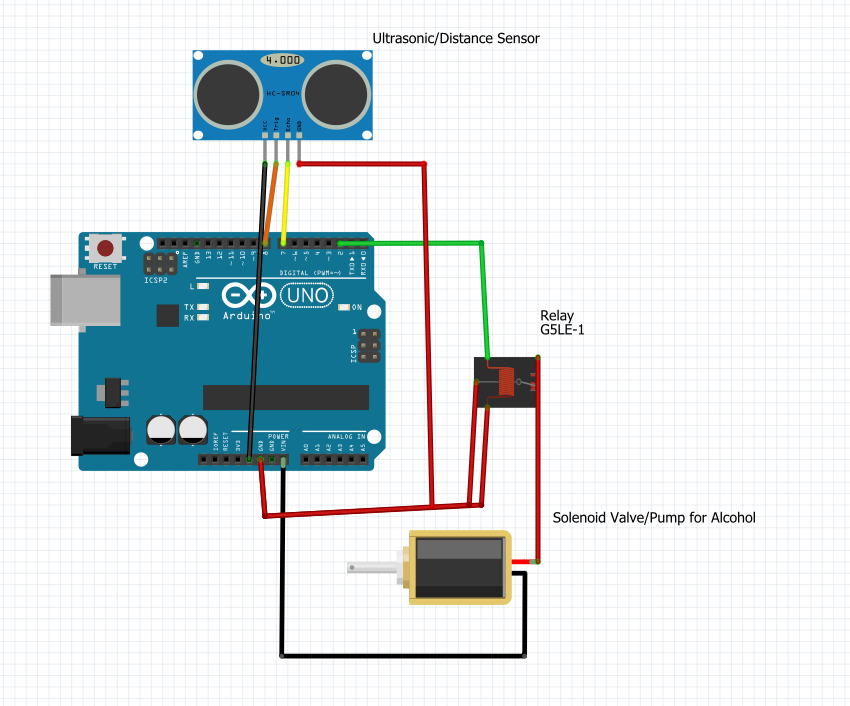 Ultrasonic/Distance Sensor
4.000
HC-SR04
VCC Trig Echo GND
RESET
ICSP2
AREF GND 13 12 ~11 ~10 ~9 8 7 ~6 ~5 4 ~3 2 TXD▶1 RXD◀0
DIGITAL (PWM=~)
L
TX
RX
UNO
ON
Arduino™
1
ICSP
Relay
G5LE-1
POWER
ANALOG IN
IOREF RESET 3V3 GND GND VIN A0 A1 A2 A3 A4 A5
Solenoid Valve/Pump for Alcohol